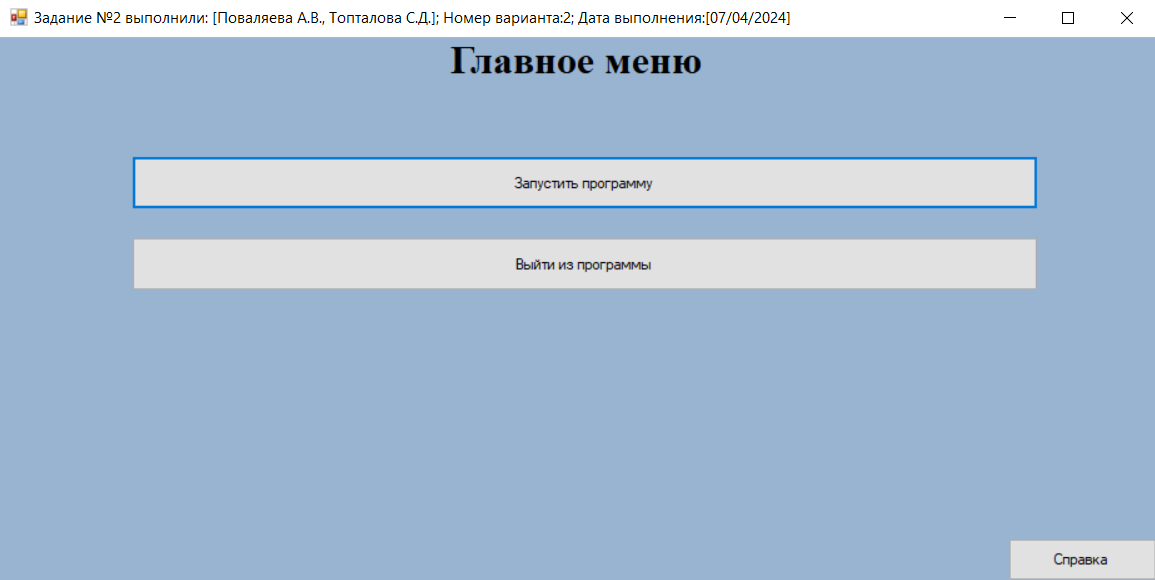 Задание №2 выполнили: [Поваляева А.В., Топталова С.Д.]; Номер варианта:2; Дата выполнения:[07/04/2024]
Главное меню
Запустить программу
Выйти из программы
Справка